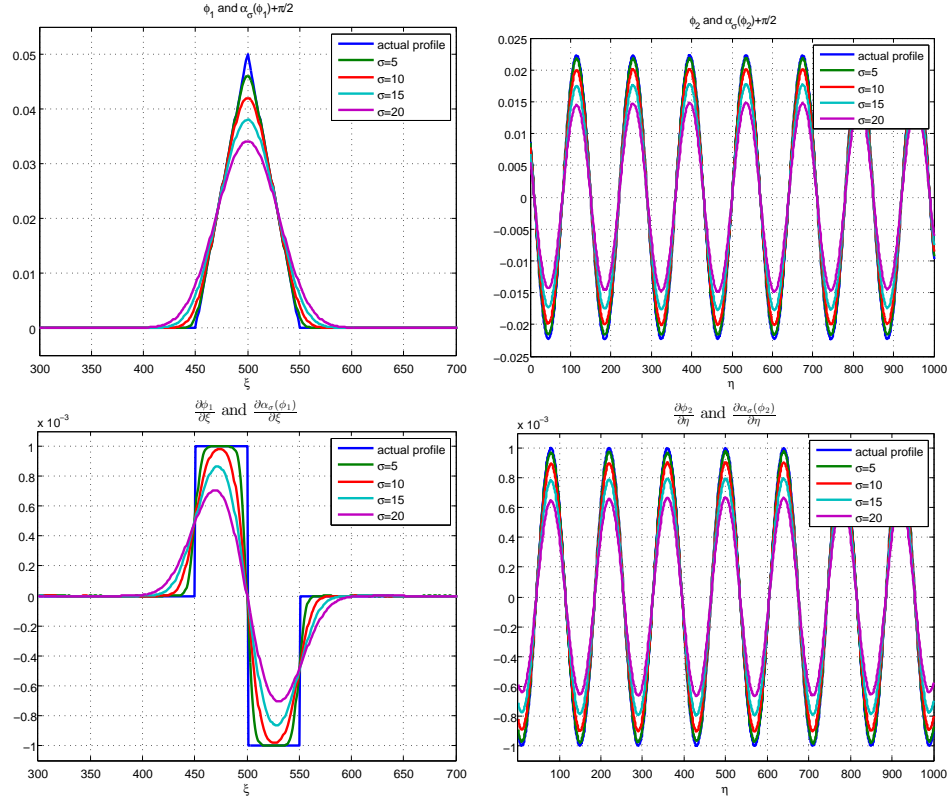 ϕ₁ and α_σ(ϕ₁)+π/2
0.05
0.04
0.03
0.02
0.01
0
300 350 400 450 500 550 600 650 700
ξ
actual profile
σ=5
σ=10
σ=15
σ=20
ϕ₂ and α_σ(ϕ₂)+π/2
0.025
0.02
0.015
0.01
0.005
0
−0.005
−0.01
−0.015
−0.02
−0.025
0 100 200 300 400 500 600 700 800 900 1000
η
actual profile
σ=5
σ=10
σ=15
σ=20
∂ϕ₁/∂ξ and ∂α_σ(ϕ₁)/∂ξ
x 10⁻³
1
0.8
0.6
0.4
0.2
0
−0.2
−0.4
−0.6
−0.8
−1
300 350 400 450 500 550 600 650 700
ξ
actual profile
σ=5
σ=10
σ=15
σ=20
∂ϕ₂/∂η and ∂α_σ(ϕ₂)/∂η
x 10⁻³
1
0.8
0.6
0.4
0.2
0
−0.2
−0.4
−0.6
−0.8
−1
100 200 300 400 500 600 700 800 900 1000
η
actual profile
σ=5
σ=10
σ=15
σ=20